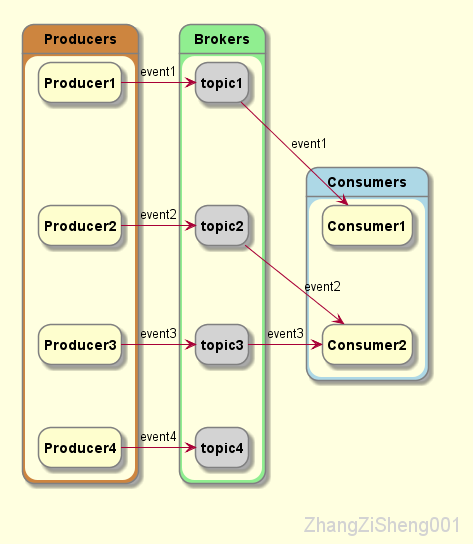 Producers
Brokers
Producer1
event1
topic1
event1
Consumers
Producer2
event2
topic2
Consumer1
event2
Producer3
event3
topic3
event3
Consumer2
Producer4
event4
topic4
ZhangZiSheng001